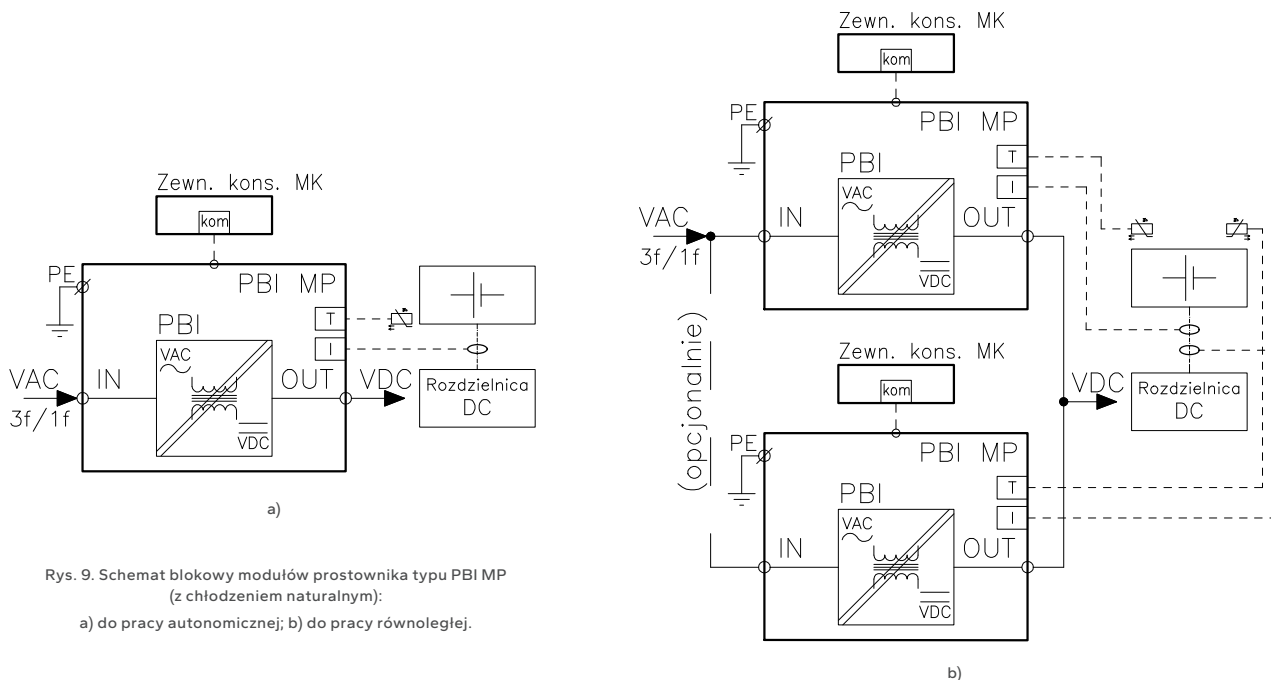 Zewn. kons. MK
kom
PE
PBI MP
T
I
PBI
VAC
VDC
VAC
3f/1f
IN
OUT
VDC
Rozdzielnica
DC
a)
Rys. 9. Schemat blokowy modułów prostownika typu PBI MP
(z chłodzeniem naturalnym):
a) do pracy autonomicznej; b) do pracy równoległej.
Zewn. kons. MK
kom
PE
PBI MP
T
I
PBI
VAC
VDC
VAC
3f/1f
IN
OUT
(opcjonalnie)
Zewn. kons. MK
kom
VDC
Rozdzielnica
DC
PE
PBI MP
T
I
PBI
VAC
VDC
IN
OUT
b)